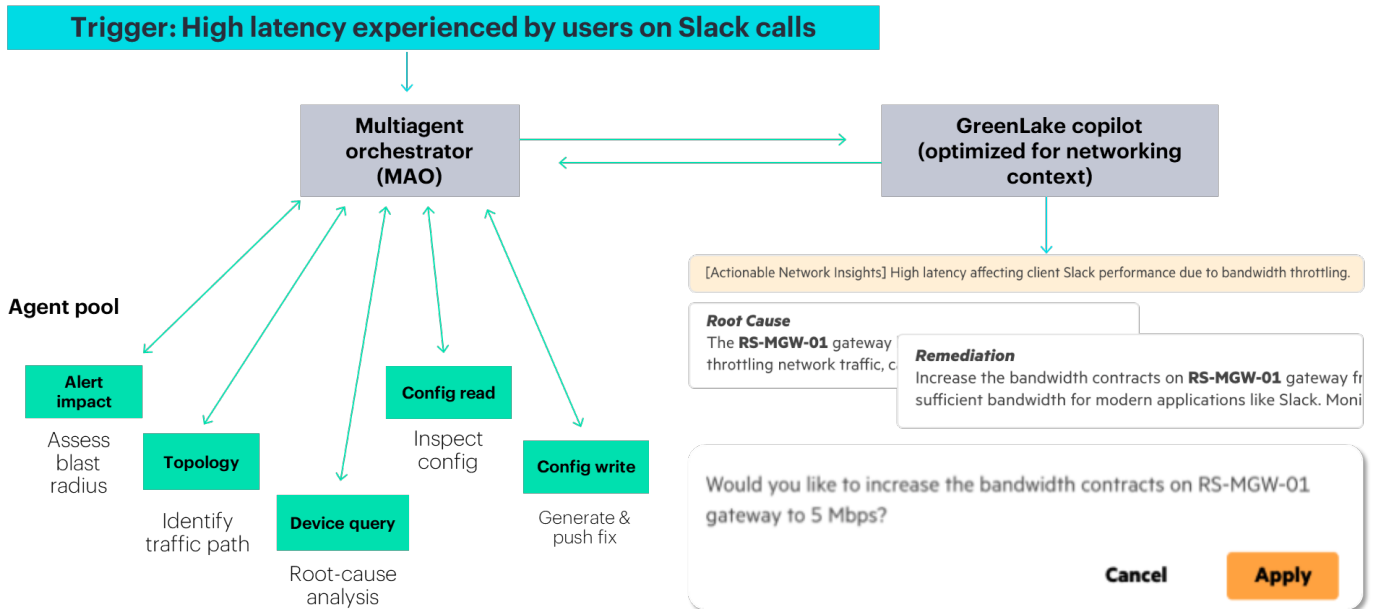 Trigger: High latency experienced by users on Slack calls
Multiagent
orchestrator
(MAO)
GreenLake copilot
(optimized for networking
context)
Agent pool
Alert
impact
Assess
blast
radius
Topology
Identify
traffic path
Device query
Root-cause
analysis
Config read
Inspect
config
Config write
Generate &
push fix
[Actionable Network Insights] High latency affecting client Slack performance due to bandwidth throttling.
Root Cause
The RS-MGW-01 gateway
throttling network traffic,
Remediation
Increase the bandwidth contracts on RS-MGW-01 gateway
sufficient bandwidth for modern applications like Slack.
Would you like to increase the bandwidth contracts on RS-MGW-01
gateway to 5 Mbps?
Cancel
Apply